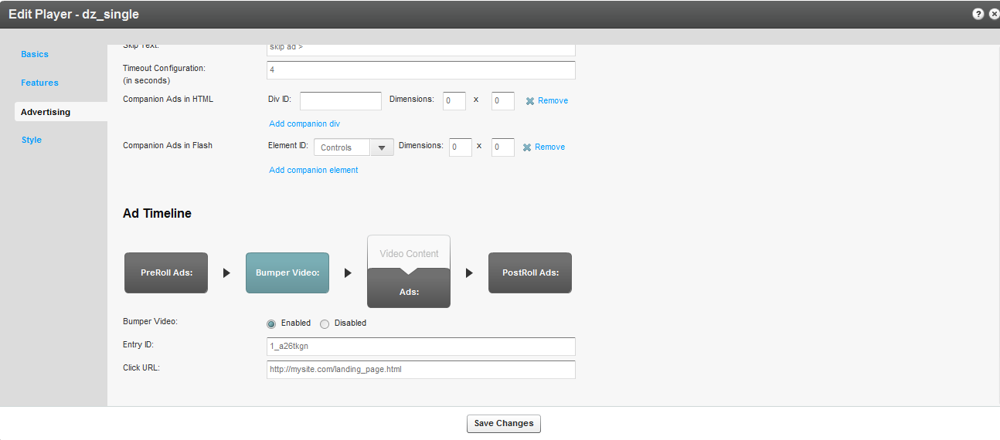 Edit Player - dz_single
?
Basics
Features
Advertising
Style
Skip Text: skip ad >
Timeout Configuration: 4
(in seconds)
Companion Ads in HTML Div ID: Dimensions: 0 x 0 Remove
Add companion div
Companion Ads in Flash Element ID: Controls Dimensions: 0 x 0 Remove
Add companion element
Ad Timeline
Video Content
PreRoll Ads: Bumper Video: PostRoll Ads:
Ads:
Bumper Video: Enabled Disabled
Entry ID: 1_a26tkgn
Click URL: http://mysite.com/landing_page.html
Save Changes